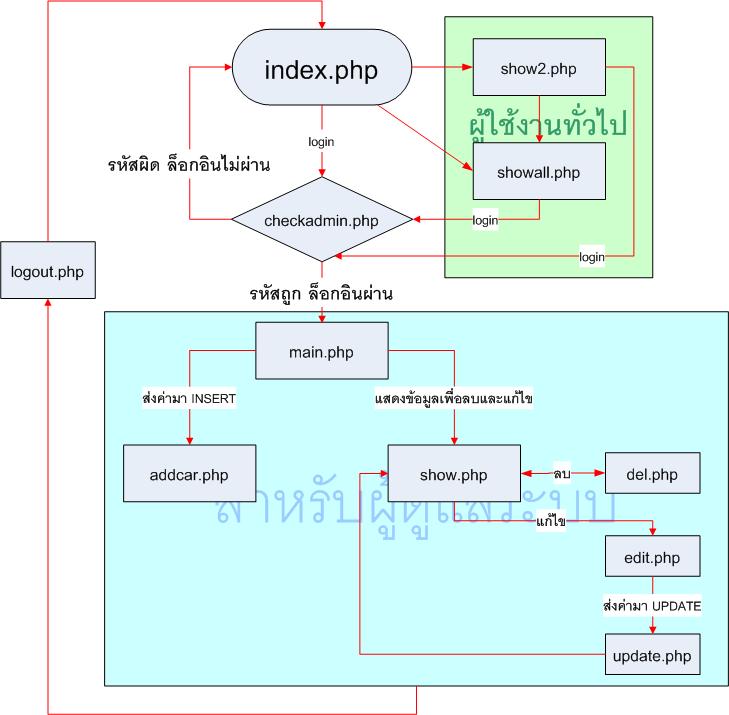 index.php
show2.php
ผู้ใช้งานทั่วไป
login
รหัสผิด ล็อกอินไม่ผ่าน
showall.php
checkadmin.php
login
logout.php
login
รหัสถูก ล็อกอินผ่าน
main.php
ส่งค่ามา INSERT
แสดงข้อมูลเพื่อลบและแก้ไข
addcar.php
show.php
ลบ
del.php
สำหรับผู้ดูแลระบบ
แก้ไข
edit.php
ส่งค่ามา UPDATE
update.php